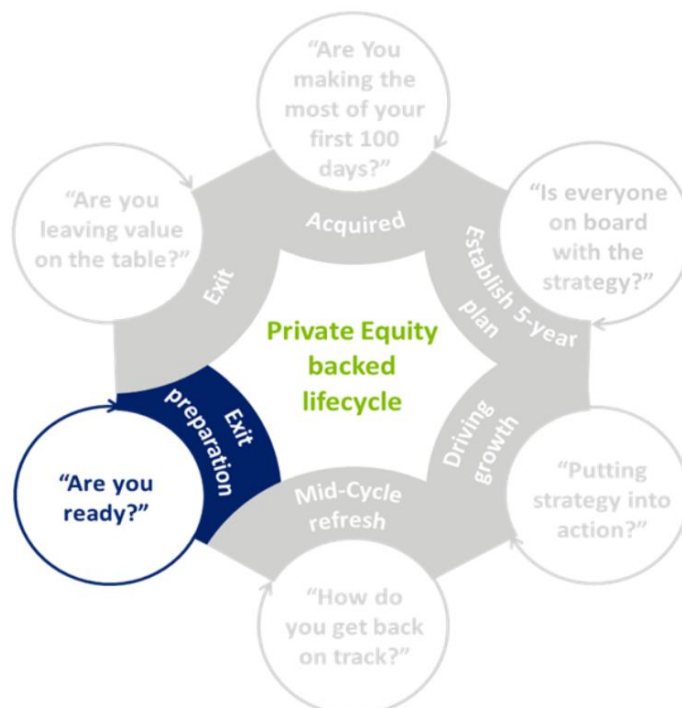 “Are You
making the
most of your
first 100
days?”
Acquired
“Is everyone
on board
with the
strategy?”
Establish 5-year
plan
“Putting
strategy into
action?”
Driving
growth
“How do
you get back
on track?”
Mid-Cycle
refresh
“Are you
ready?”
Exit
preparation
“Are you
leaving value
on the table?”
Exit
Private Equity
backed
lifecycle